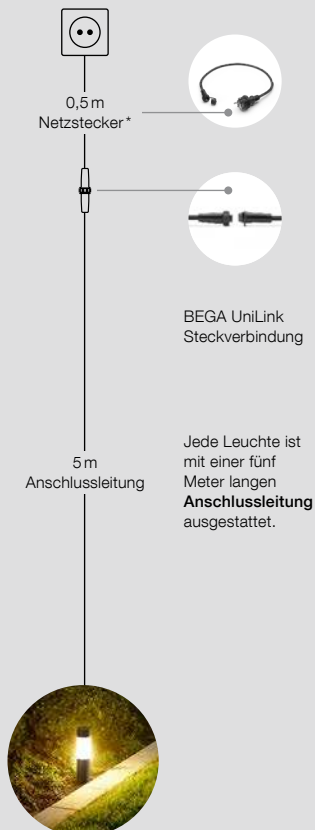 0,5 m
Netzstecker*
BEGA UniLink
Steckverbindung
5 m
Anschlussleitung
Jede Leuchte ist
mit einer fünf
Meter langen
Anschlussleitung
ausgestattet.